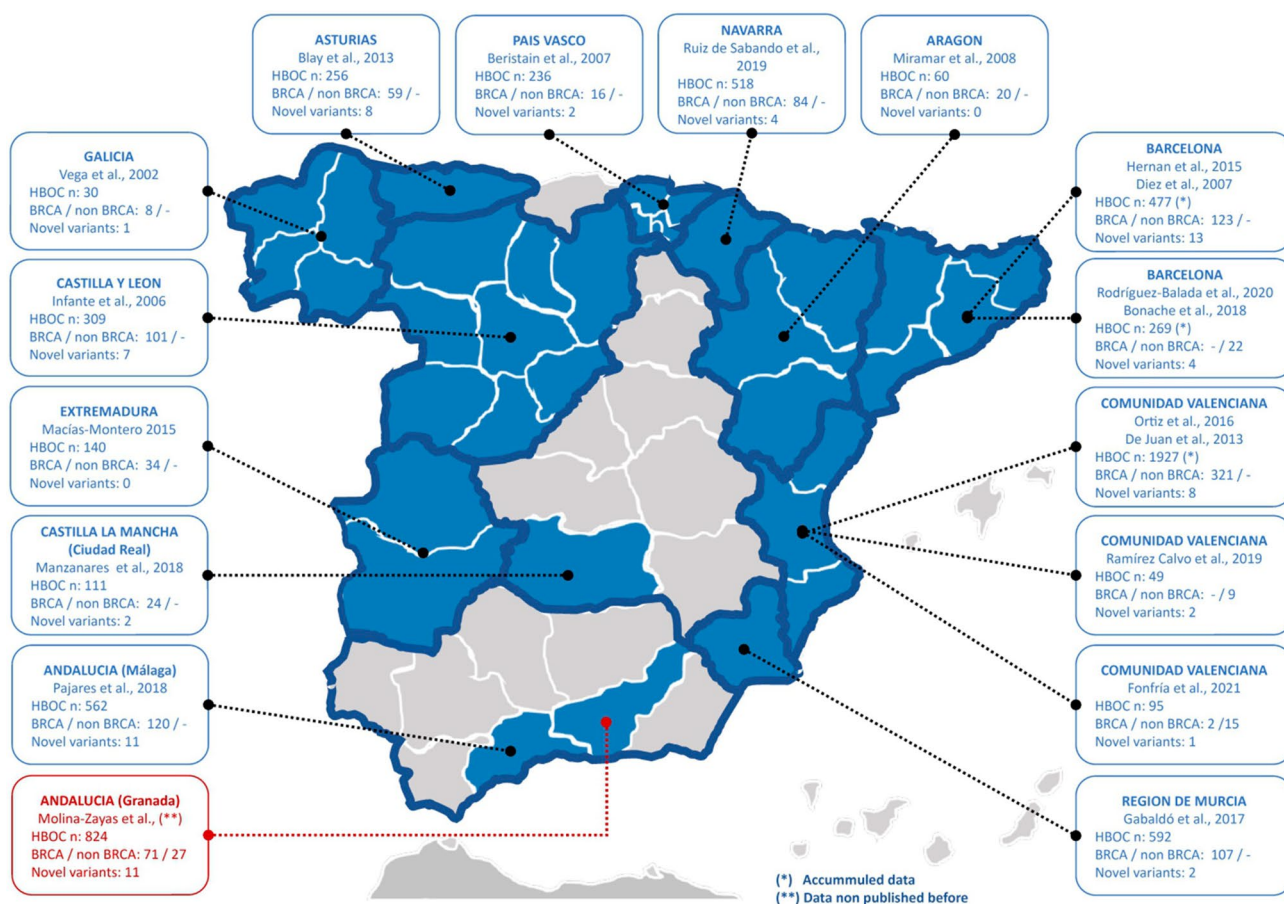 ASTURIAS
Blay et al., 2013
HBOC n: 256
BRCA / non BRCA: 59 / -
Novel variants: 8
PAIS VASCO
Beristain et al., 2007
HBOC n: 236
BRCA / non BRCA: 16 / -
Novel variants: 2
NAVARRA
Ruiz de Sabando et al.,
2019
HBOC n: 518
BRCA / non BRCA: 84 / -
Novel variants: 4
ARAGON
Miramar et al., 2008
HBOC n: 60
BRCA / non BRCA: 20 / -
Novel variants: 0
GALICIA
Vega et al., 2002
HBOC n: 30
BRCA / non BRCA: 8 / -
Novel variants: 1
CASTILLA Y LEON
Infante et al., 2006
HBOC n: 309
BRCA / non BRCA: 101 / -
Novel variants: 7
EXTREMADURA
Macías-Montero 2015
HBOC n: 140
BRCA / non BRCA: 34 / -
Novel variants: 0
CASTILLA LA MANCHA
(Ciudad Real)
Manzanares et al., 2018
HBOC n: 111
BRCA / non BRCA: 24 / -
Novel variants: 2
ANDALUCIA (Málaga)
Pajares et al., 2018
HBOC n: 562
BRCA / non BRCA: 120 / -
Novel variants: 11
ANDALUCIA (Granada)
Molina-Zayas et al., (**)
HBOC n: 824
BRCA / non BRCA: 71 / 27
Novel variants: 11
BARCELONA
Hernan et al., 2015
Diez et al., 2007
HBOC n: 477 (*)
BRCA / non BRCA: 123 / -
Novel variants: 13
BARCELONA
Rodríguez-Balada et al., 2020
Bonache et al., 2018
HBOC n: 269 (*)
BRCA / non BRCA: - / 22
Novel variants: 4
COMUNIDAD VALENCIANA
Ortiz et al., 2016
De Juan et al., 2013
HBOC n: 1927 (*)
BRCA / non BRCA: 321 / -
Novel variants: 8
COMUNIDAD VALENCIANA
Ramírez Calvo et al., 2019
HBOC n: 49
BRCA / non BRCA: - / 9
Novel variants: 2
COMUNIDAD VALENCIANA
Fonfría et al., 2021
HBOC n: 95
BRCA / non BRCA: 2 /15
Novel variants: 1
REGION DE MURCIA
Gabaldó et al., 2017
HBOC n: 592
BRCA / non BRCA: 107 / -
Novel variants: 2
(*) Accummuled data
(**) Data non published before